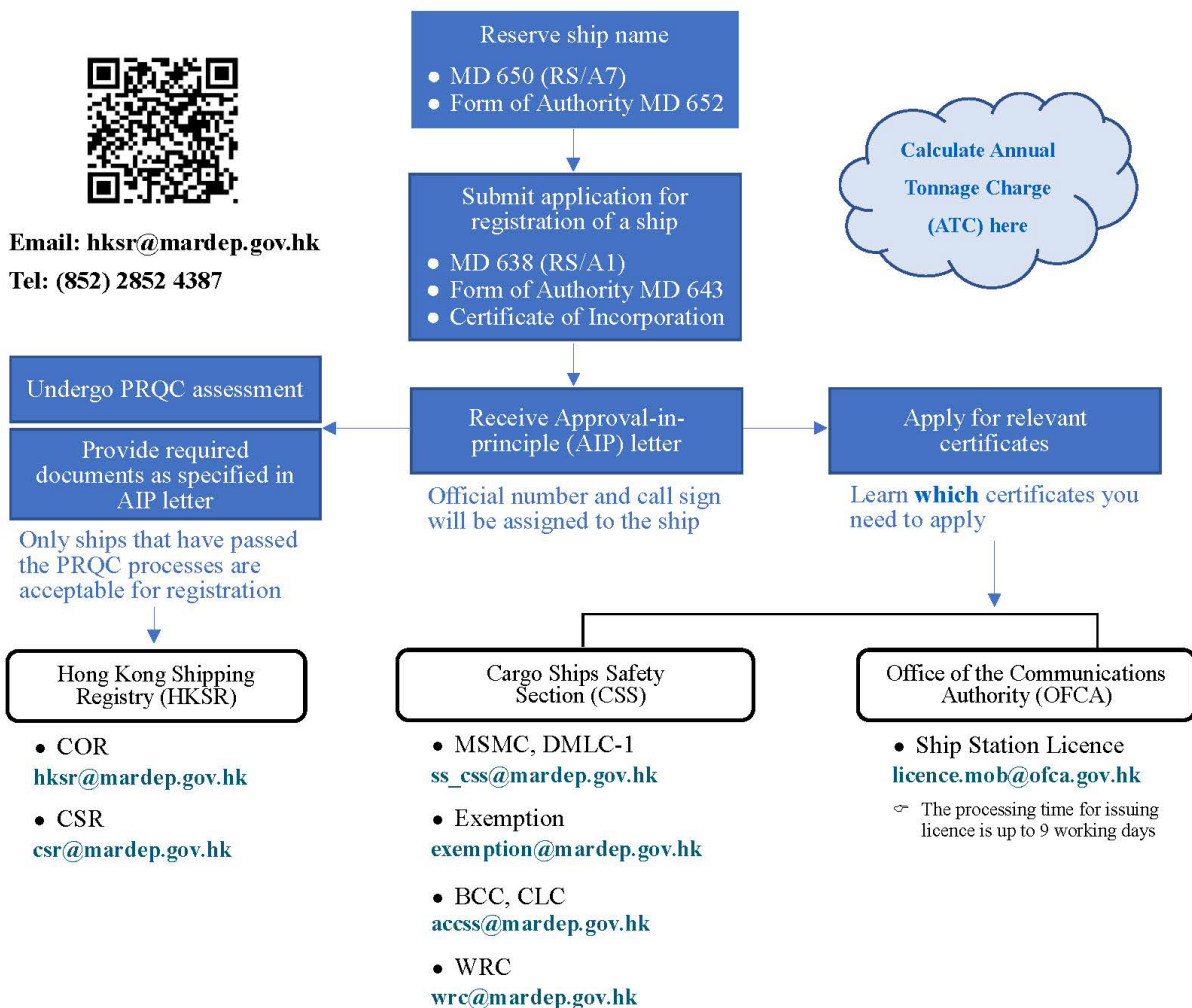 Reserve ship name
● MD 650 (RS/A7)
● Form of Authority MD 652
Email: hksr@mardep.gov.hk
Tel: (852) 2852 4387
Calculate Annual
Tonnage Charge
(ATC) here
Submit application for
registration of a ship
● MD 638 (RS/A1)
● Form of Authority MD 643
● Certificate of Incorporation
Undergo PRQC assessment
Provide required
documents as specified in
AIP letter
Only ships that have passed
the PRQC processes are
acceptable for registration
Receive Approval-in-
principle (AIP) letter
Official number and call sign
will be assigned to the ship
Apply for relevant
certificates
Learn which certificates you
need to apply
Hong Kong Shipping
Registry (HKSR)
● COR
hksr@mardep.gov.hk
● CSR
csr@mardep.gov.hk
Cargo Ships Safety
Section (CSS)
● MSMC, DMLC-1
ss_css@mardep.gov.hk
● Exemption
exemption@mardep.gov.hk
● BCC, CLC
accss@mardep.gov.hk
● WRC
wrc@mardep.gov.hk
Office of the Communications
Authority (OFCA)
● Ship Station Licence
licence.mob@ofca.gov.hk
☞ The processing time for issuing
licence is up to 9 working days